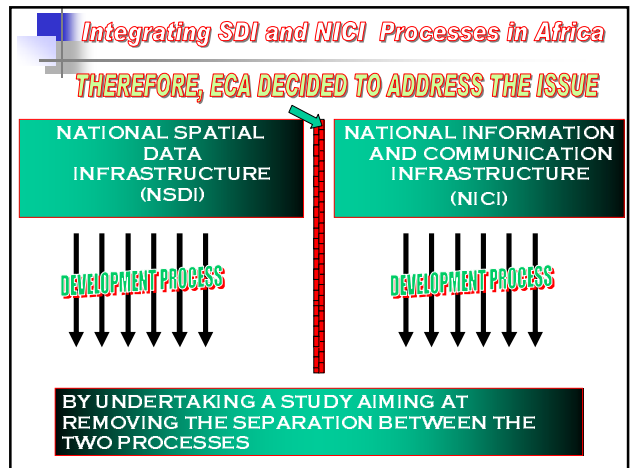 Integrating SDI and NICI Processes in Africa
THEREFORE, ECA DECIDED TO ADDRESS THE ISSUE
NATIONAL SPATIAL
DATA
INFRASTRUCTURE
(NSDI)
NATIONAL INFORMATION
AND COMMUNICATION
INFRASTRUCTURE
(NICI)
DEVELOPMENT PROCESS
DEVELOPMENT PROCESS
BY UNDERTAKING A STUDY AIMING AT
REMOVING THE SEPARATION BETWEEN THE
TWO PROCESSES